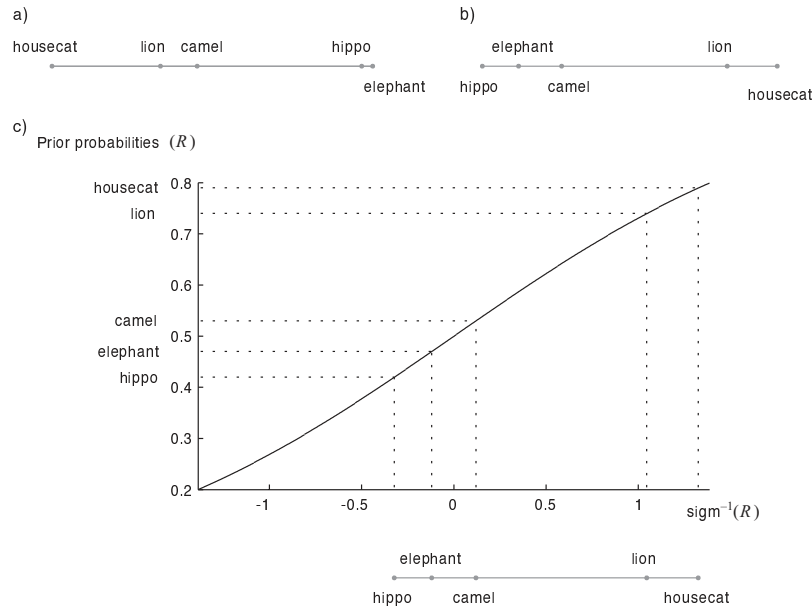 a)
housecat lion camel hippo
elephant
b)
elephant lion
hippo camel
housecat
c)
Prior probabilities (R)
housecat 0.8
lion
0.7
0.6
camel
0.5
elephant
hippo 0.4
0.3
0.2
-1 -0.5 0 0.5 1 sigm⁻¹(R)
elephant lion
hippo camel housecat